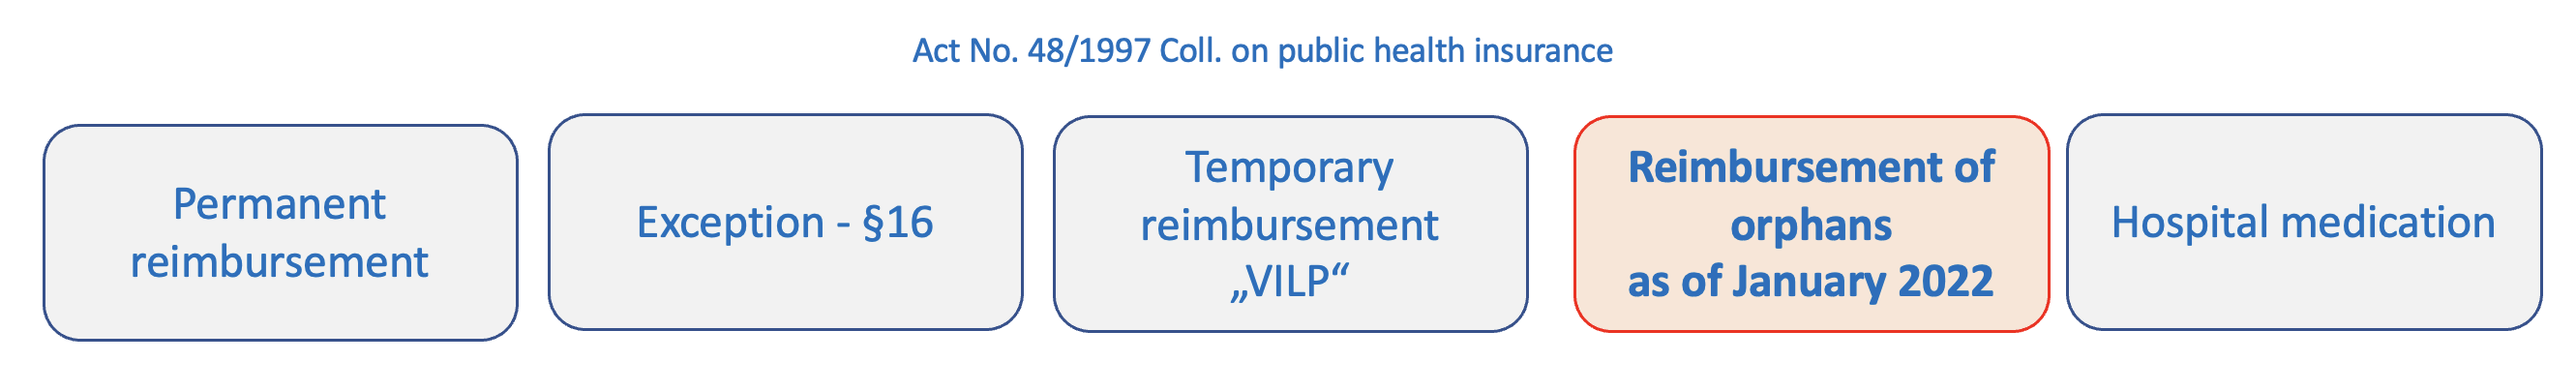 Act No. 48/1997 Coll. on public health insurance
Permanent
reimbursement
Exception - §16
Temporary
reimbursement
„VILP“
Reimbursement of
orphans
as of January 2022
Hospital medication